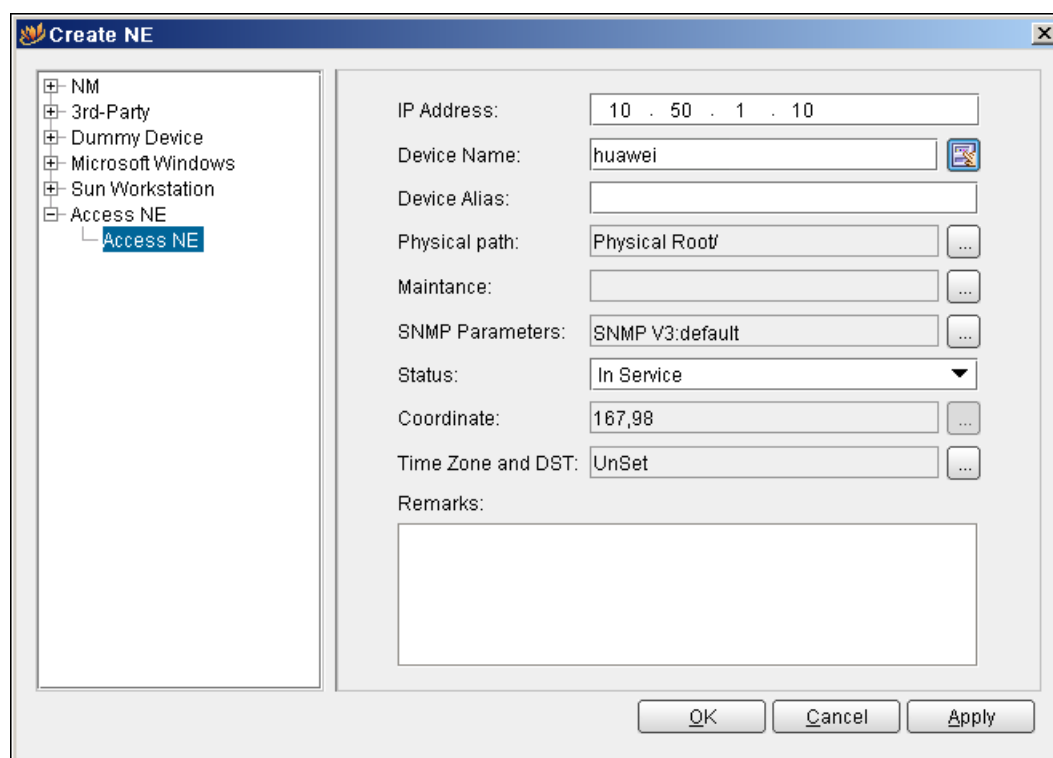 Create NE
NM
3rd-Party
Dummy Device
Microsoft Windows
Sun Workstation
Access NE
Access NE
IP Address: 10 . 50 . 1 . 10
Device Name: huawei
Device Alias:
Physical path: Physical Root/ ...
Maintance: ...
SNMP Parameters: SNMP V3:default ...
Status: In Service
Coordinate: 167,98 ...
Time Zone and DST: UnSet ...
Remarks:
OK Cancel Apply